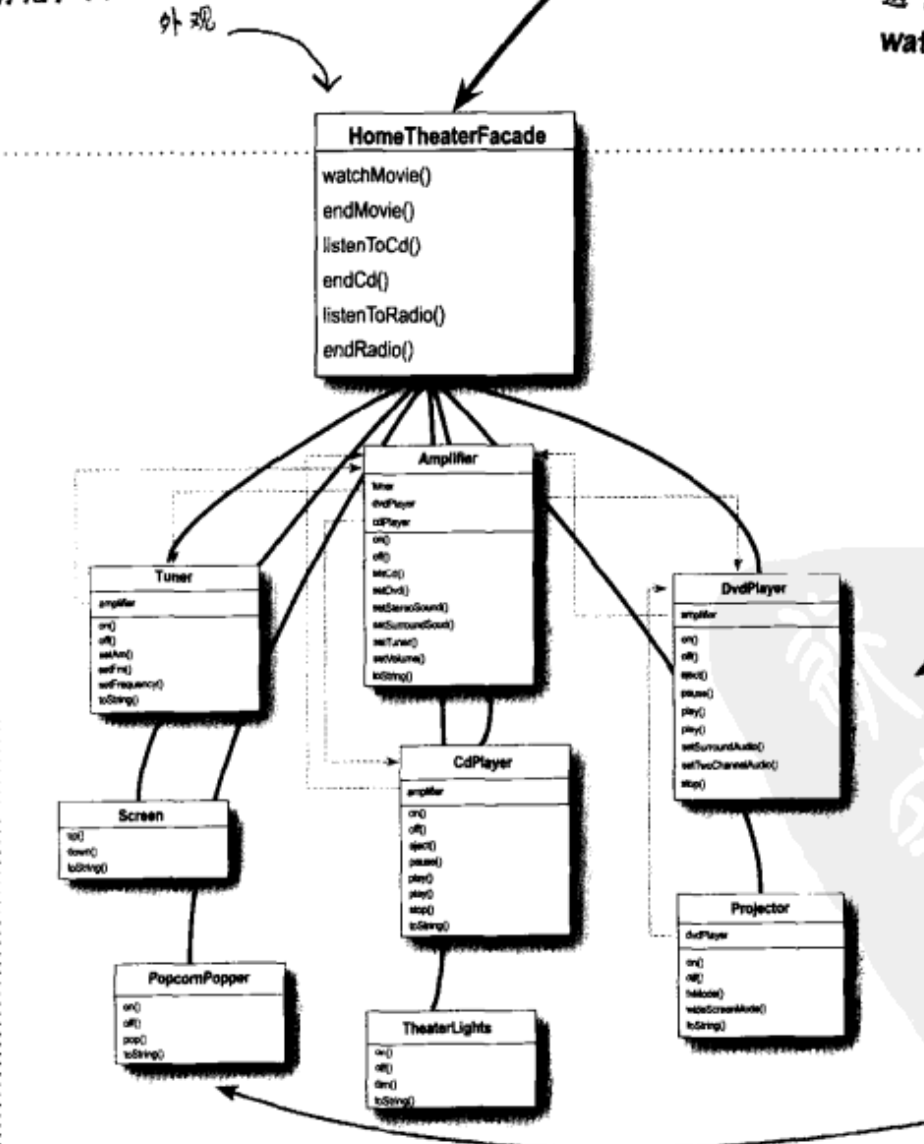 外观
HomeTheaterFacade
watchMovie()
endMovie()
listenToCd()
endCd()
listenToRadio()
endRadio()
Amplifier
tuner
dvdPlayer
cdPlayer
on()
off()
setCd()
setDvd()
setStereoSound()
setSurroundSoud()
setTuner()
setVolume()
toString()
Tuner
amplifier
on()
off()
setAm()
setFm()
setFrequency()
toString()
DvdPlayer
amplifier
on()
off()
eject()
pause()
play()
play()
setSurroundAudio()
setTwoChannelAudio()
stop()
Screen
up()
down()
toString()
CdPlayer
amplifier
on()
off()
eject()
pause()
play()
play()
stop()
toString()
Projector
dvdPlayer
on()
off()
tvMode()
wideScreenMode()
toString()
PopcornPopper
on()
off()
pop()
toString()
TheaterLights
on()
off()
dim()
toString()